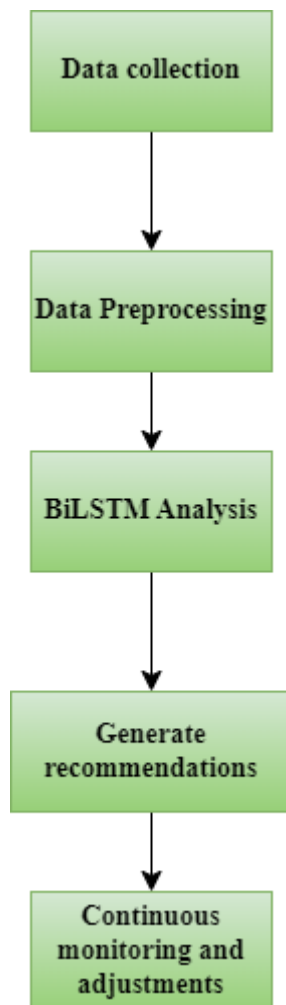 Data collection
Data Preprocessing
BiLSTM Analysis
Generate
recommendations
Continuous
monitoring and
adjustments